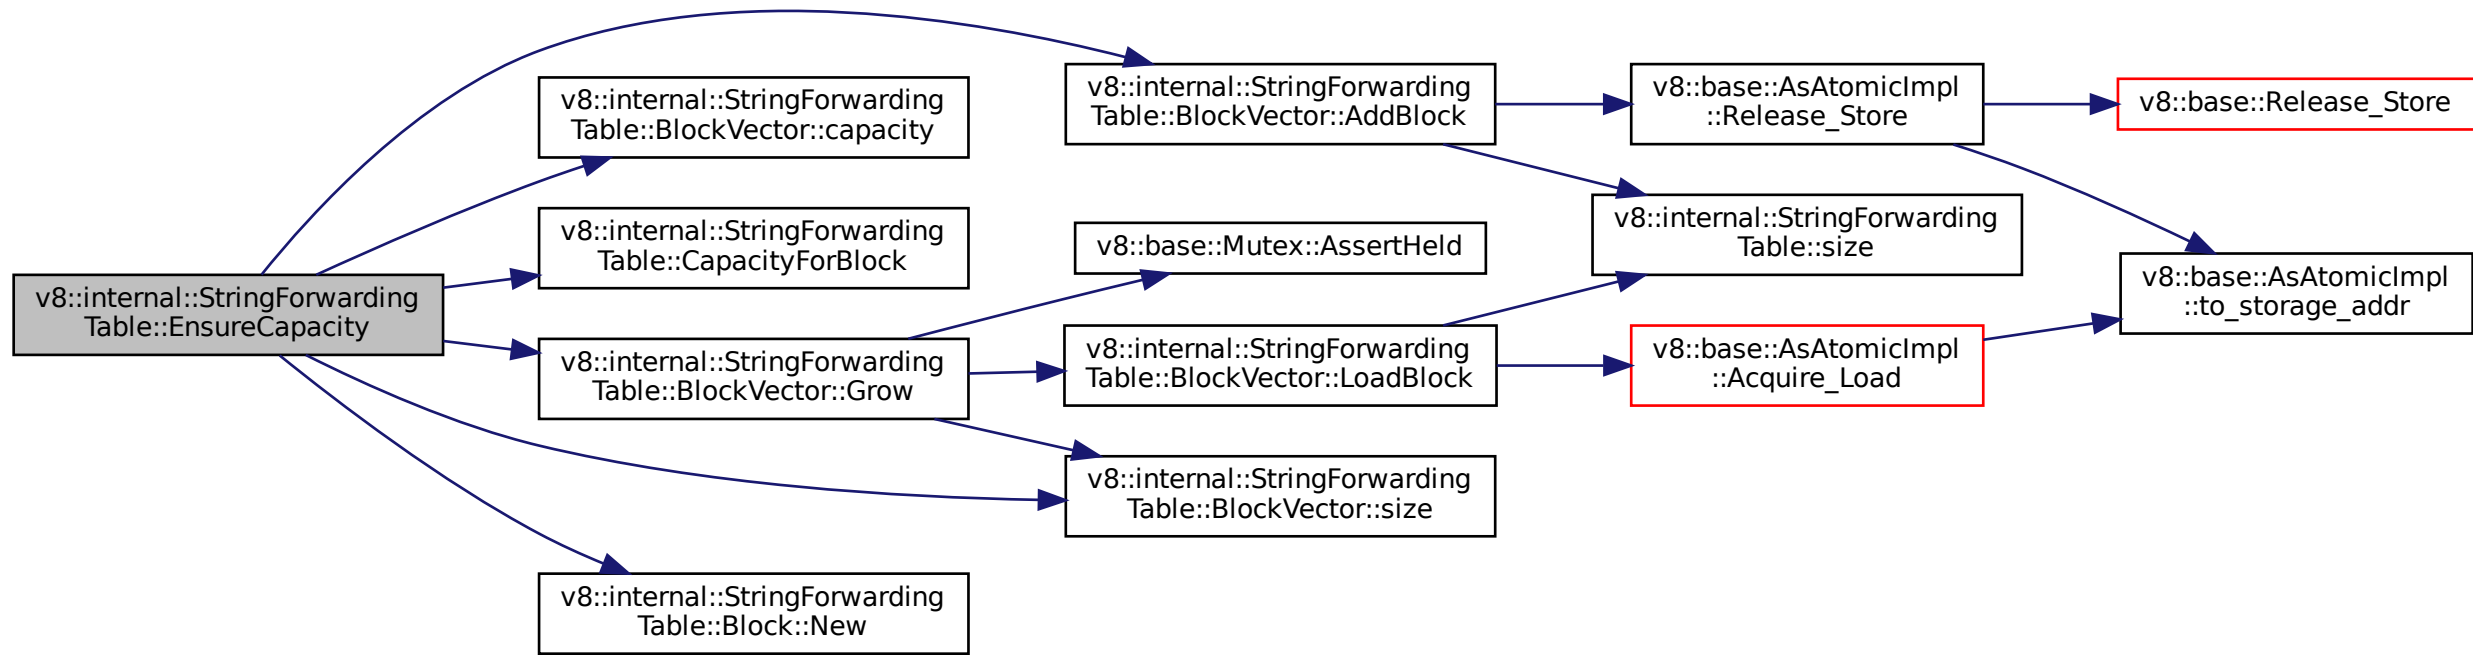 v8::internal::StringForwarding
Table::EnsureCapacity
v8::internal::StringForwarding
Table::BlockVector::capacity
v8::internal::StringForwarding
Table::CapacityForBlock
v8::internal::StringForwarding
Table::BlockVector::Grow
v8::internal::StringForwarding
Table::Block::New
v8::internal::StringForwarding
Table::BlockVector::AddBlock
v8::base::Mutex::AssertHeld
v8::internal::StringForwarding
Table::BlockVector::LoadBlock
v8::internal::StringForwarding
Table::BlockVector::size
v8::base::AsAtomicImpl
::Release_Store
v8::internal::StringForwarding
Table::size
v8::base::AsAtomicImpl
::Acquire_Load
v8::base::Release_Store
v8::base::AsAtomicImpl
::to_storage_addr